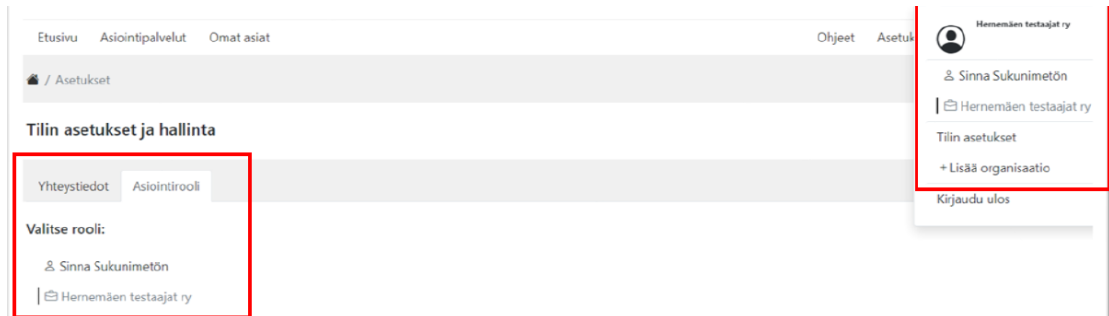 Etusivu Asiointipalvelut Omat asiat Ohjeet Asetuk
/ Asetukset
Tilin asetukset ja hallinta
Yhteystiedot Asiointirooli
Valitse rooli:
Sinna Sukunimetön
Hernemäen testaajat ry
Hernemäen testaajat ry
Sinna Sukunimetön
Hernemäen testaajat ry
Tilin asetukset
+ Lisää organisaatio
Kirjaudu ulos